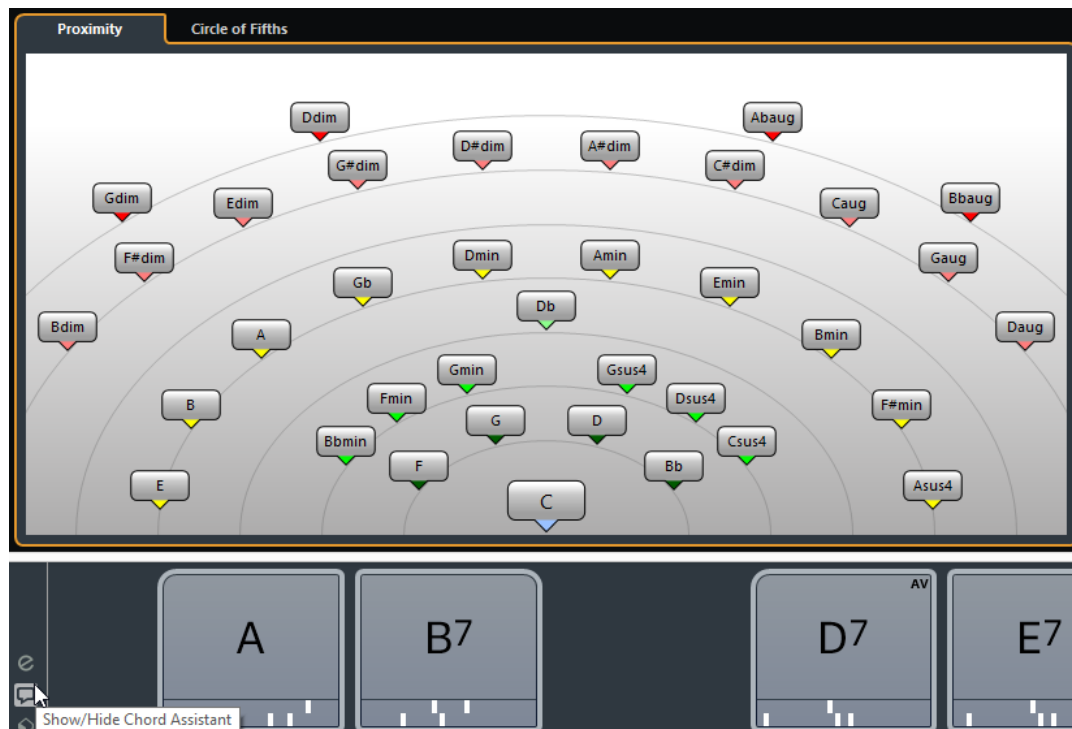 Proximity Circle of Fifths
Ddim Abaug
D#dim A#dim
G#dim C#dim
Gdim Edim Caug Bbaug
F#dim Dmin Amin Gaug
Gb Emin
Db
Bdim A Bmin Daug
Gmin Gsus4
Fmin Dsus4
B F#min
G D
Bbmin Csus4
F Bb
E Asus4
C
AV
A B7 D7 E7
Show/Hide Chord Assistant